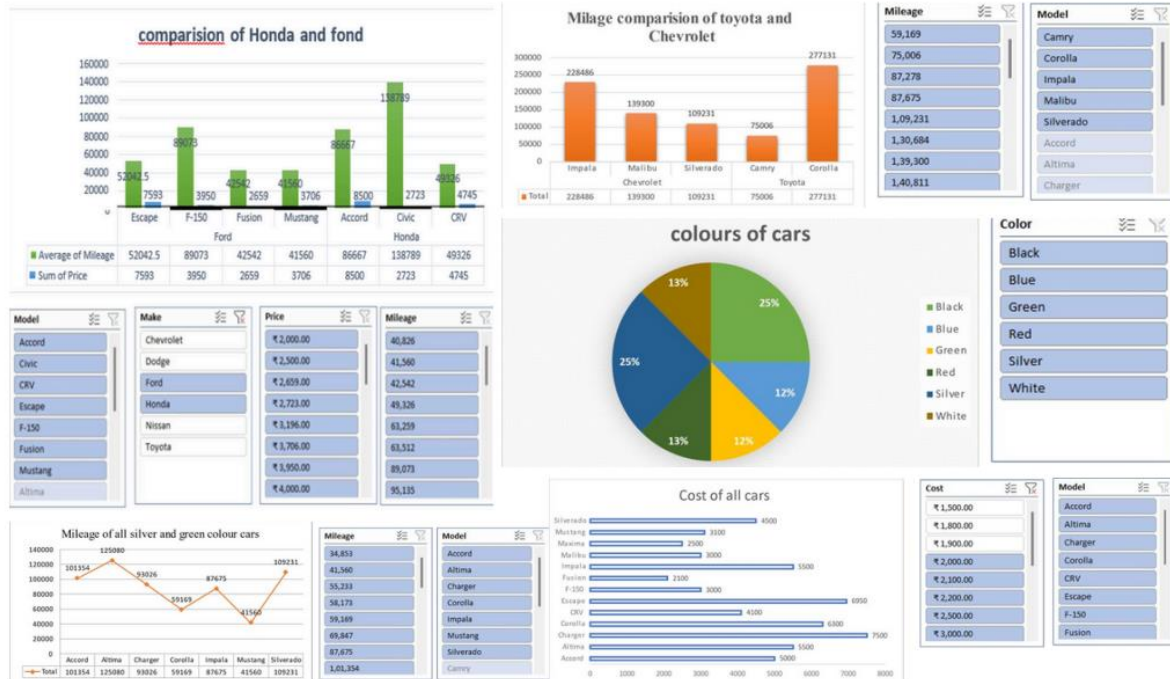 comparision of Honda and fond
160000
140000
120000
100000
80000
60000
40000
20000
52042.5
7593
89073
3950
42542
2659
41560
3706
86667
8500
138789
2723
49326
4745
Escape F-150 Fusion Mustang Accord Civic CRV
Ford Honda
Average of Mileage 52042.5 89073 42542 41560 86667 138789 49326
Sum of Price 7593 3950 2659 3706 8500 2723 4745
Milage comparision of toyota and
Chevrolet
300000
250000
200000
150000
100000
50000
0
228486
139300
109231
75006
277131
Impala Malibu Silverado Camry Corolla
Chevrolet Toyota
Total 228486 139300 109231 75006 277131
Mileage
59,169
75,006
87,278
87,675
1,09,231
1,30,684
1,39,300
1,40,811
Model
Camry
Corolla
Impala
Malibu
Silverado
Accord
Altima
Charger
Model
Accord
Civic
CRV
Escape
F-150
Fusion
Mustang
Altima
Make
Chevrolet
Dodge
Ford
Honda
Nissan
Toyota
Price
₹ 2,000.00
₹ 2,500.00
₹ 2,659.00
₹ 2,723.00
₹ 3,196.00
₹ 3,706.00
₹ 3,950.00
₹ 4,000.00
Mileage
40,826
41,560
42,542
49,326
63,259
63,512
89,073
95,135
colours of cars
13%
25%
25%
12%
13%
12%
Black
Blue
Green
Red
Silver
White
Color
Black
Blue
Green
Red
Silver
White
Mileage of all silver and green colour cars
140000
120000
100000
80000
60000
40000
20000
0
101354
125080
93026
59169
87675
41560
109231
Accord Altima Charger Corolla Impala Mustang Silverado
Total 101354 125080 93026 59169 87675 41560 109231
Mileage
34,853
41,560
55,233
58,173
59,169
69,847
87,675
1,01,354
Model
Accord
Altima
Charger
Corolla
Impala
Mustang
Silverado
Camry
Cost of all cars
Silverado 4500
Mustang 3100
Maxima 2500
Malibu 3000
Impala 5500
Fusion 2100
F-150 3000
Escape 6950
CRV 4100
Corolla 6300
Charger 7500
Altima 5500
Accord 5000
0 1000 2000 3000 4000 5000 6000 7000 8000
Cost
₹ 1,500.00
₹ 1,800.00
₹ 1,900.00
₹ 2,000.00
₹ 2,100.00
₹ 2,200.00
₹ 2,500.00
₹ 3,000.00
Model
Accord
Altima
Charger
Corolla
CRV
Escape
F-150
Fusion